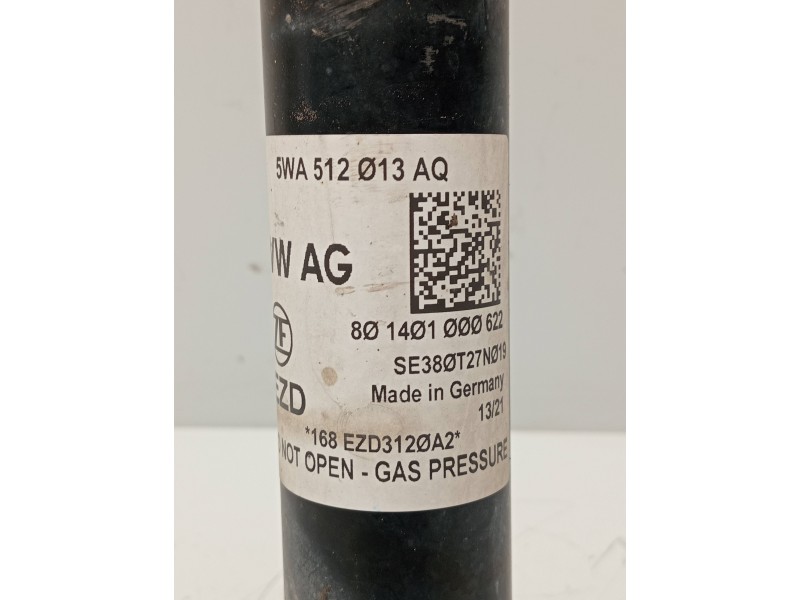 5WA 512 Ø13 AQ
VW AG
8Ø 14Ø1 ØØØ 622
ZF
SE38ØT27NØ19
EZD
Made in Germany
13/21
*168 EZD312ØA2*
NOT OPEN - GAS PRESSURE